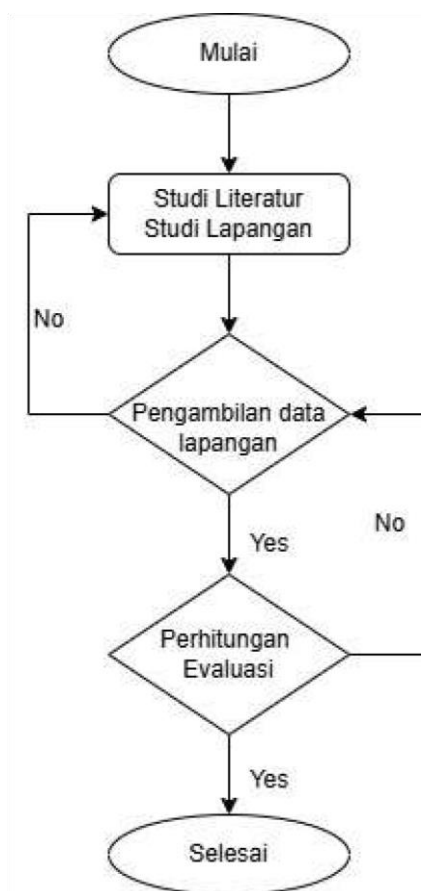 Mulai
Studi Literatur
Studi Lapangan
No
Pengambilan data
lapangan
Yes
No
Perhitungan
Evaluasi
Yes
Selesai